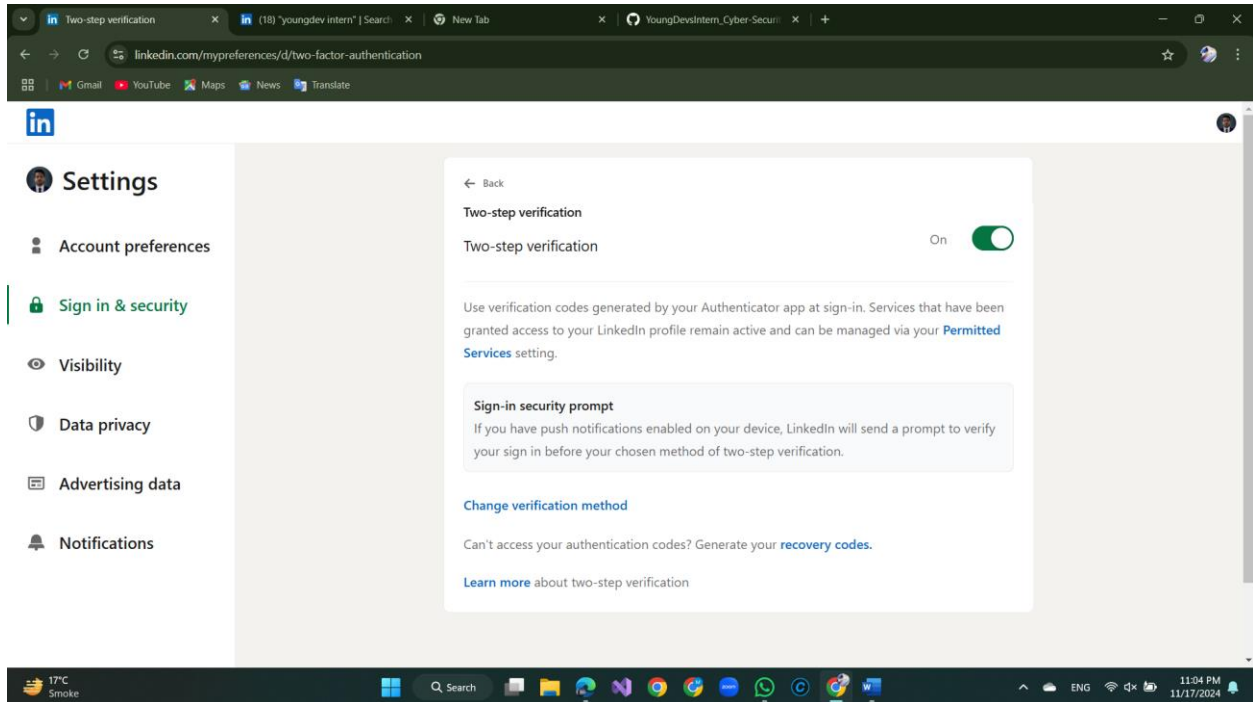 in Two-step verification
in (18) "youngdev intern" | Search
New Tab
YoungDevsIntern_Cyber-Securi
linkedin.com/mypreferences/d/two-factor-authentication
Gmail YouTube Maps News Translate
in
Settings
Account preferences
Sign in & security
Visibility
Data privacy
Advertising data
Notifications
Back
Two-step verification
Two-step verification
On
Use verification codes generated by your Authenticator app at sign-in. Services that have been
granted access to your LinkedIn profile remain active and can be managed via your Permitted
Services setting.
Sign-in security prompt
If you have push notifications enabled on your device, LinkedIn will send a prompt to verify
your sign in before your chosen method of two-step verification.
Change verification method
Can't access your authentication codes? Generate your recovery codes.
Learn more about two-step verification
17°C
Smoke
Search
zoom
ENG
11:04 PM
11/17/2024